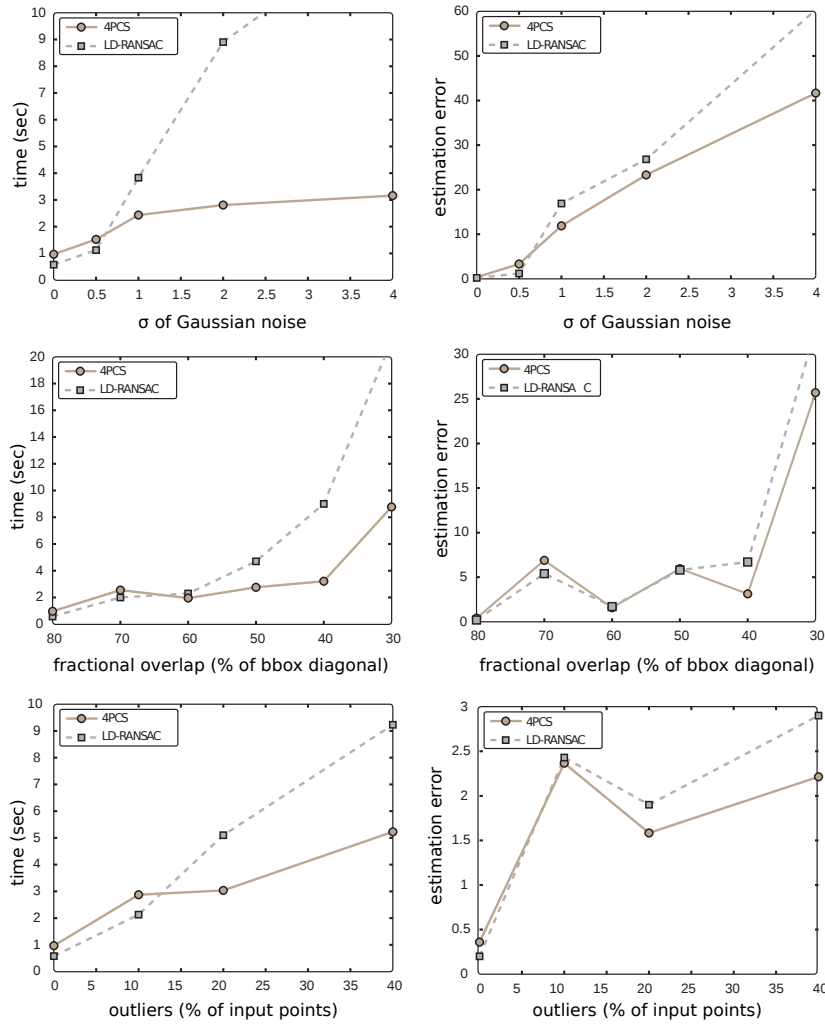 10
9
8
7
6
5
4
3
2
1
0
time (sec)
4PCS
LD-RANSAC
0 0.5 1 1.5 2 2.5 3 3.5 4
σ of Gaussian noise
60
50
40
30
20
10
0
estimation error
4PCS
LD-RANSAC
0 0.5 1 1.5 2 2.5 3 3.5 4
σ of Gaussian noise
20
18
16
14
12
10
8
6
4
2
0
time (sec)
4PCS
LD-RANSAC
80 70 60 50 40 30
fractional overlap (% of bbox diagonal)
30
25
20
15
10
5
0
estimation error
4PCS
LD-RANSA C
80 70 60 50 40 30
fractional overlap (% of bbox diagonal)
10
9
8
7
6
5
4
3
2
1
0
time (sec)
4PCS
LD-RANSAC
0 5 10 15 20 25 30 35 40
outliers (% of input points)
3
2.5
2
1.5
1
0.5
0
estimation error
4PCS
LD-RANSAC
0 5 10 15 20 25 30 35 40
outliers (% of input points)